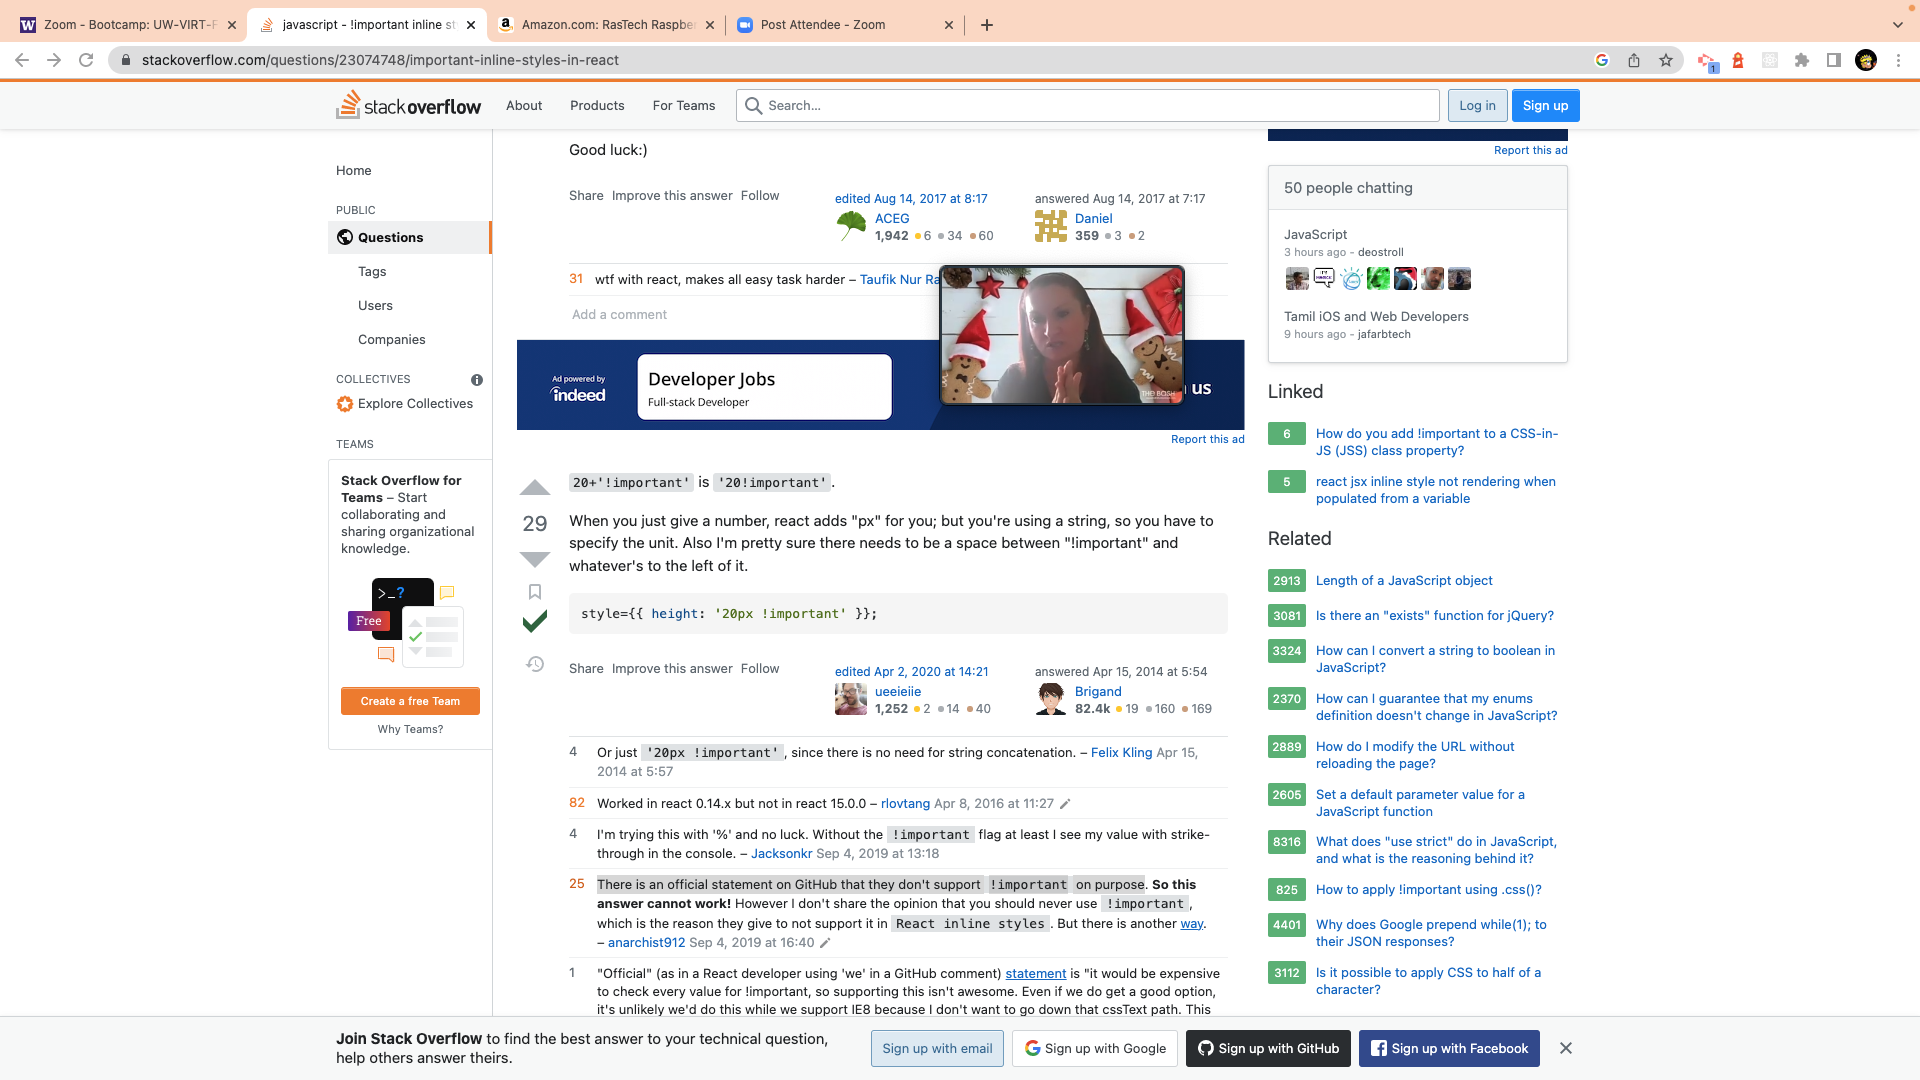 Zoom - Bootcamp: UW-VIRT-F
javascript - !important inline st
Amazon.com: RasTech Raspber
Post Attendee - Zoom
stackoverflow.com/questions/23074748/important-inline-styles-in-react
1
stackoverflow
About
Products
For Teams
Search...
Log in
Sign up
Home
PUBLIC
Questions
Tags
Users
Companies
COLLECTIVES
Explore Collectives
TEAMS
Stack Overflow for
Teams – Start
collaborating and
sharing organizational
knowledge.
>_?
Free
Create a free Team
Why Teams?
Good luck:)
Share Improve this answer Follow
edited Aug 14, 2017 at 8:17
ACEG
1,942 6 34 60
answered Aug 14, 2017 at 7:17
Daniel
359 3 2
31 wtf with react, makes all easy task harder – Taufik Nur Ra
Add a comment
Ad powered by
indeed
Developer Jobs
Full-stack Developer
us
THEO BOSH
Report this ad
20+'!important' is '20!important'.
29
When you just give a number, react adds "px" for you; but you're using a string, so you have to
specify the unit. Also I'm pretty sure there needs to be a space between "!important" and
whatever's to the left of it.
style={{ height: '20px !important' }};
Share Improve this answer Follow
edited Apr 2, 2020 at 14:21
ueeieiie
1,252 2 14 40
answered Apr 15, 2014 at 5:54
Brigand
82.4k 19 160 169
4 Or just '20px !important', since there is no need for string concatenation. – Felix Kling Apr 15,
2014 at 5:57
82 Worked in react 0.14.x but not in react 15.0.0 – rlovtang Apr 8, 2016 at 11:27
4 I'm trying this with '%' and no luck. Without the !important flag at least I see my value with strike-
through in the console. – Jacksonkr Sep 4, 2019 at 13:18
25 There is an official statement on GitHub that they don't support !important on purpose. So this
answer cannot work! However I don't share the opinion that you should never use !important,
which is the reason they give to not support it in React inline styles. But there is another way.
– anarchist912 Sep 4, 2019 at 16:40
1 "Official" (as in a React developer using 'we' in a GitHub comment) statement is "it would be expensive
to check every value for !important, so supporting this isn't awesome. Even if we do get a good option,
it's unlikely we'd do this while we support IE8 because I don't want to go down that cssText path. This
Report this ad
50 people chatting
JavaScript
3 hours ago - deostroll
Tamil iOS and Web Developers
9 hours ago - jafarbtech
Linked
6 How do you add !important to a CSS-in-
JS (JSS) class property?
5 react jsx inline style not rendering when
populated from a variable
Related
2913 Length of a JavaScript object
3081 Is there an "exists" function for jQuery?
3324 How can I convert a string to boolean in
JavaScript?
2370 How can I guarantee that my enums
definition doesn't change in JavaScript?
2889 How do I modify the URL without
reloading the page?
2605 Set a default parameter value for a
JavaScript function
8316 What does "use strict" do in JavaScript,
and what is the reasoning behind it?
825 How to apply !important using .css()?
4401 Why does Google prepend while(1); to
their JSON responses?
3112 Is it possible to apply CSS to half of a
character?
Join Stack Overflow to find the best answer to your technical question,
help others answer theirs.
Sign up with email
Sign up with Google
Sign up with GitHub
Sign up with Facebook